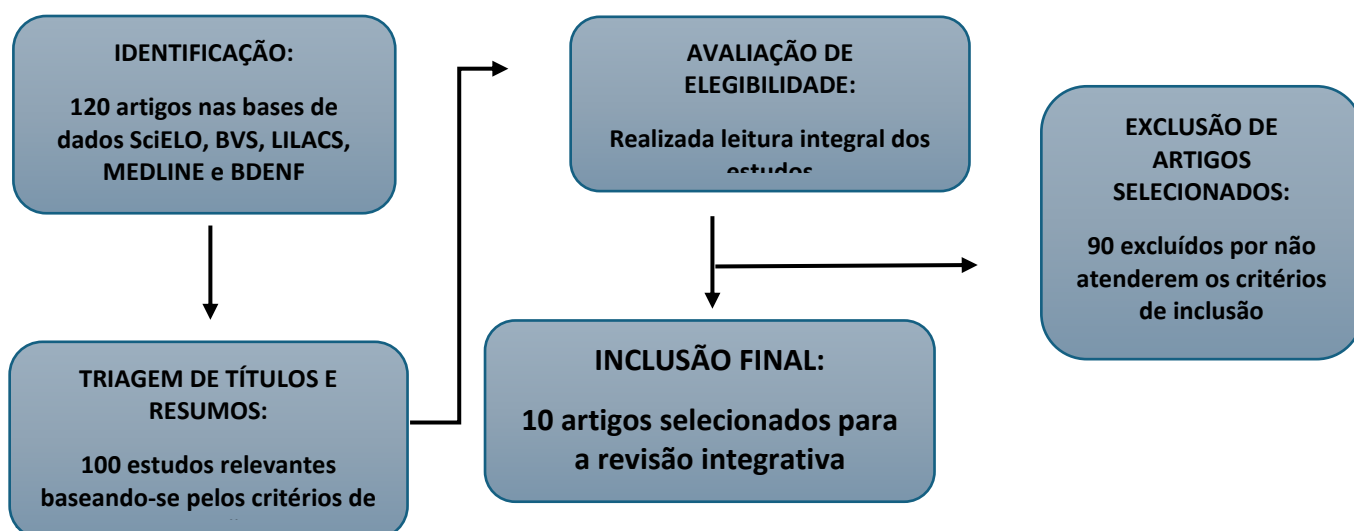 IDENTIFICAÇÃO:
120 artigos nas bases de
dados SciELO, BVS, LILACS,
MEDLINE e BDENF
TRIAGEM DE TÍTULOS E
RESUMOS:
100 estudos relevantes
baseando-se pelos critérios de
AVALIAÇÃO DE
ELEGIBILIDADE:
Realizada leitura integral dos
estudos
INCLUSÃO FINAL:
10 artigos selecionados para
a revisão integrativa
EXCLUSÃO DE
ARTIGOS
SELECIONADOS:
90 excluídos por não
atenderem os critérios
de inclusão